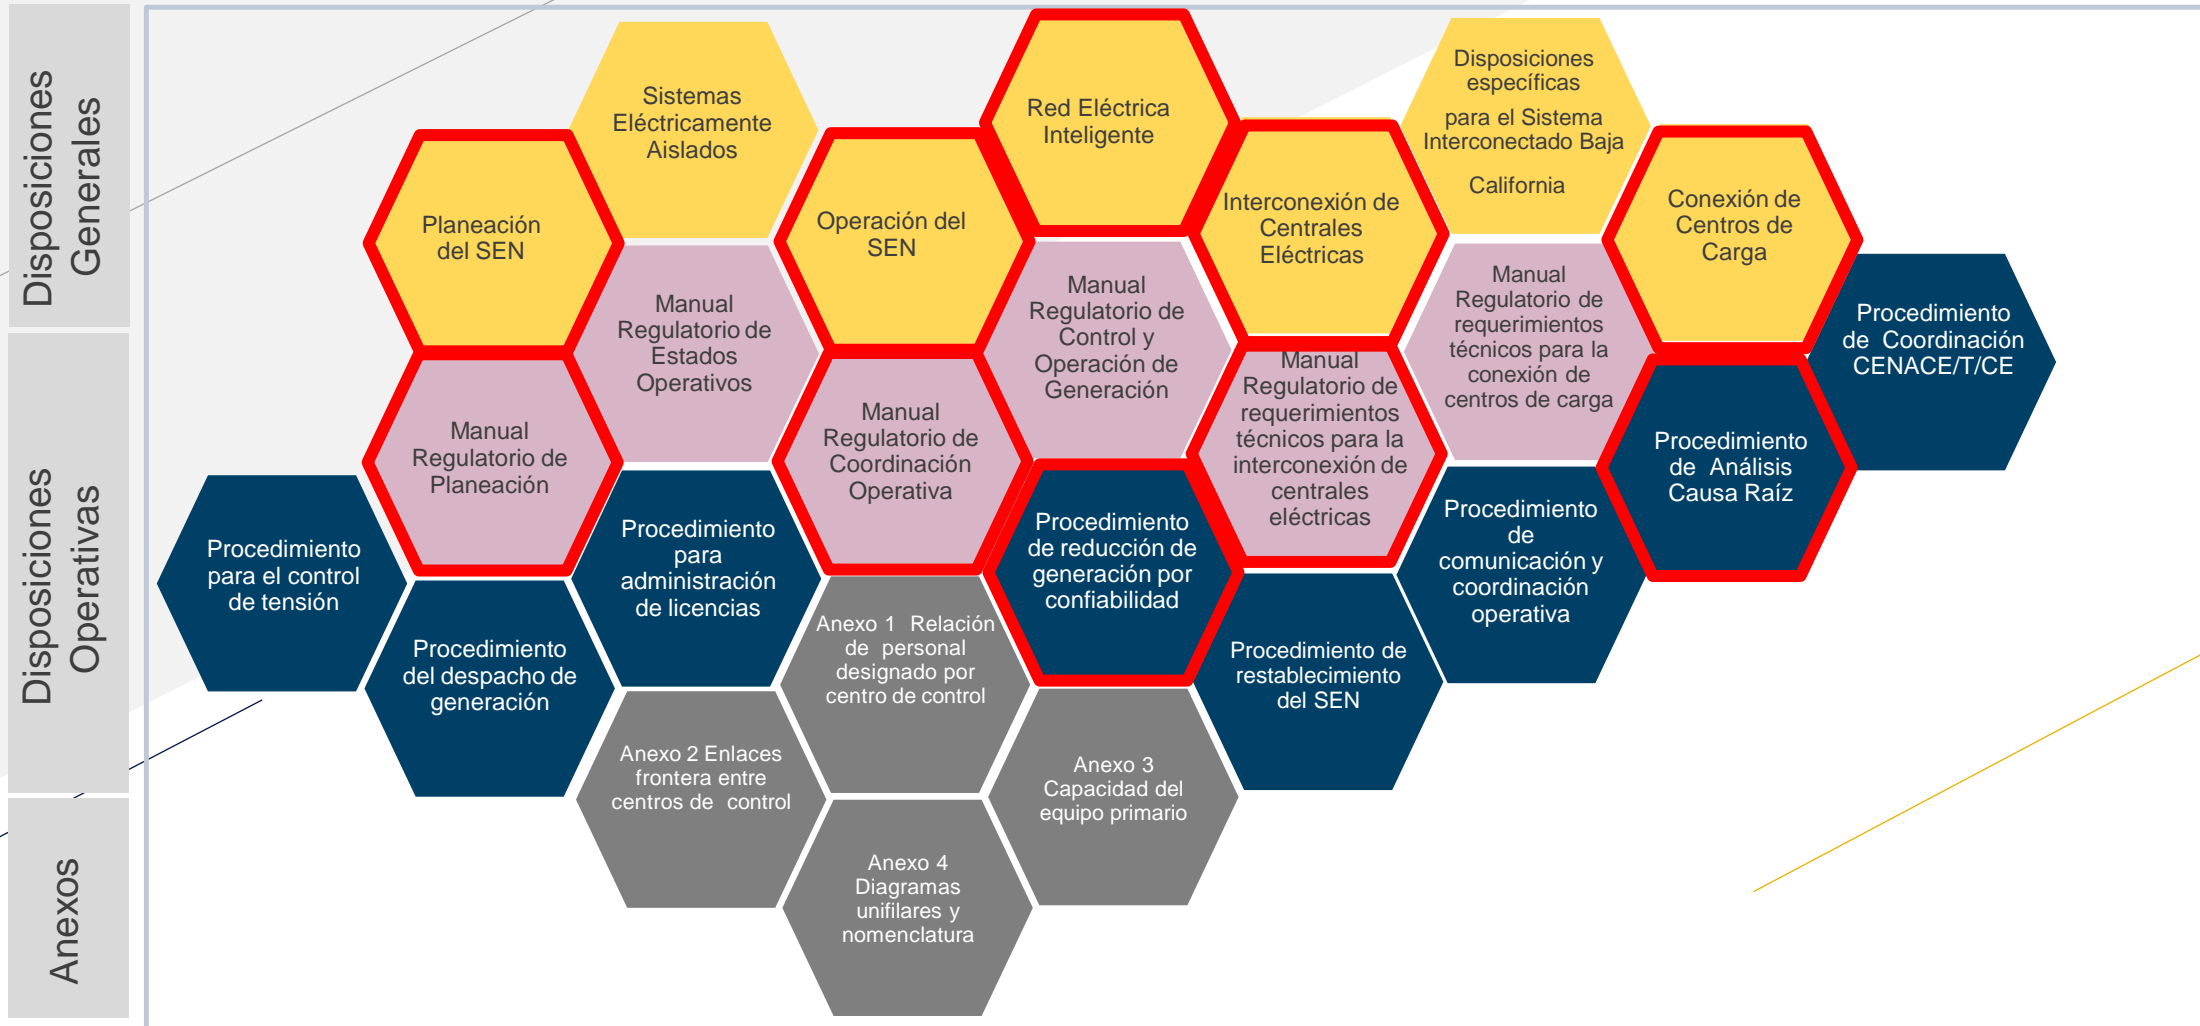 Disposiciones
Generales
Disposiciones
Operativas
Anexos
Sistemas
Eléctricamente
Aislados
Red Eléctrica
Inteligente
Disposiciones
específicas
para el Sistema
Interconectado Baja
California
Planeación
del SEN
Operación del
SEN
Interconexión de
Centrales
Eléctricas
Conexión de
Centros de
Carga
Manual
Regulatorio de
Estados
Operativos
Manual
Regulatorio de
Control y
Operación de
Generación
Manual
Regulatorio de
requerimientos
técnicos para la
conexión de
centros de carga
Procedimiento
de Coordinación
CENACE/T/CE
Manual
Regulatorio de
Planeación
Manual
Regulatorio de
Coordinación
Operativa
Manual
Regulatorio de
requerimientos
técnicos para la
interconexión de
centrales
eléctricas
Procedimiento
de Análisis
Causa Raíz
Procedimiento
para el control
de tensión
Procedimiento
para
administración
de licencias
Procedimiento
de reducción de
generación por
confiabilidad
Procedimiento
de
comunicación y
coordinación
operativa
Procedimiento
del despacho de
generación
Anexo 1 Relación
de personal
designado por
centro de control
Procedimiento de
restablecimiento
del SEN
Anexo 2 Enlaces
frontera entre
centros de control
Anexo 3
Capacidad del
equipo primario
Anexo 4
Diagramas
unifilares y
nomenclatura